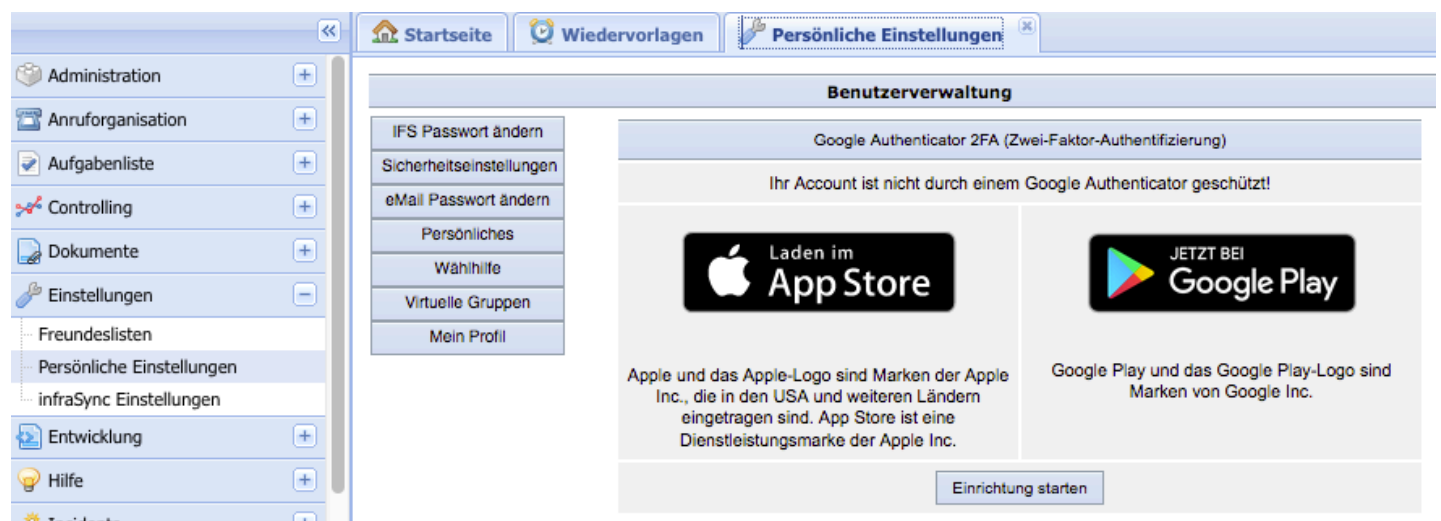 Startseite
Wiedervorlagen
Persönliche Einstellungen
Administration
Anruforganisation
Aufgabenliste
Controlling
Dokumente
Einstellungen
Freundeslisten
Persönliche Einstellungen
infraSync Einstellungen
Entwicklung
Hilfe
Benutzerverwaltung
IFS Passwort ändern
Sicherheitseinstellungen
eMail Passwort ändern
Persönliches
Wählhilfe
Virtuelle Gruppen
Mein Profil
Google Authenticator 2FA (Zwei-Faktor-Authentifizierung)
Ihr Account ist nicht durch einem Google Authenticator geschützt!
Laden im
App Store
Apple und das Apple-Logo sind Marken der Apple
Inc., die in den USA und weiteren Ländern
eingetragen sind. App Store ist eine
Dienstleistungsmarke der Apple Inc.
JETZT BEI
Google Play
Google Play und das Google Play-Logo sind
Marken von Google Inc.
Einrichtung starten